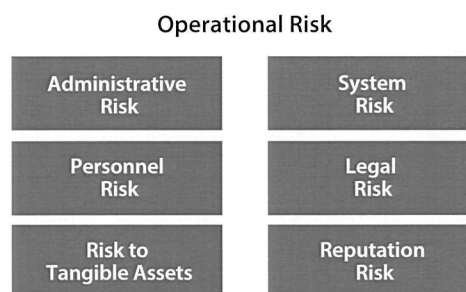 Operational Risk
Administrative
Risk
System
Risk
Personnel
Risk
Legal
Risk
Risk to
Tangible Assets
Reputation
Risk